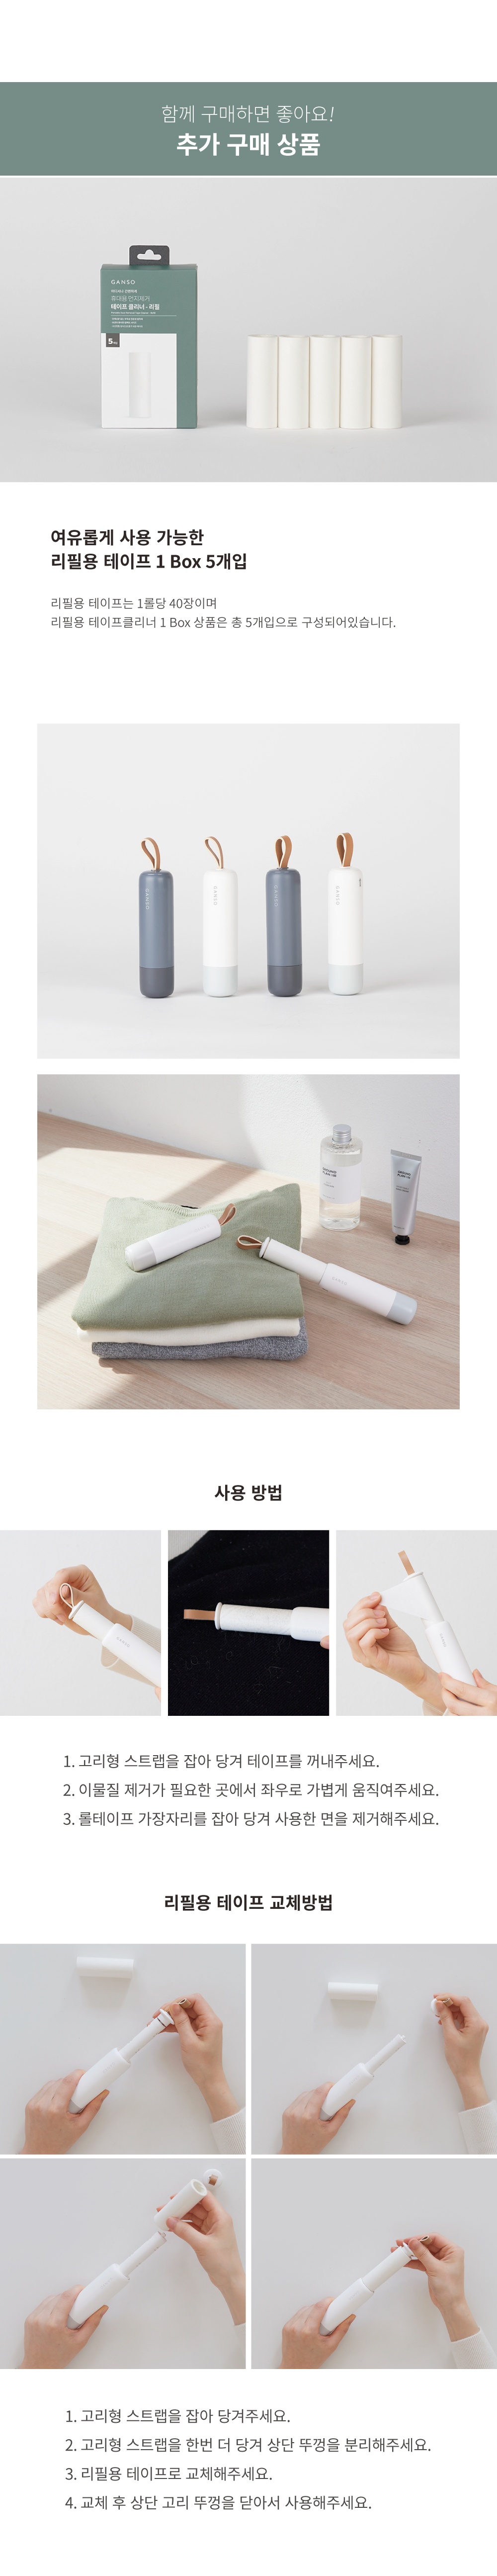 함께 구매하면 좋아요!
추가 구매 상품
GANSO
휴대용 먼지제거
테이프 클리너 - 리필
여유롭게 사용 가능한
리필용 테이프 1 Box 5개입
리필용 테이프는 1롤당 40장이며
리필용 테이프클리너 1 Box 상품은 총 5개입으로 구성되어있습니다.
GANSO
GANSO
GANSO
GANSO
사용 방법
1. 고리형 스트랩을 잡아 당겨 테이프를 꺼내주세요.
2. 이물질 제거가 필요한 곳에서 좌우로 가볍게 움직여주세요.
3. 롤테이프 가장자리를 잡아 당겨 사용한 면을 제거해주세요.
리필용 테이프 교체방법
1. 고리형 스트랩을 잡아 당겨주세요.
2. 고리형 스트랩을 한번 더 당겨 상단 뚜껑을 분리해주세요.
3. 리필용 테이프로 교체해주세요.
4. 교체 후 상단 고리 뚜껑을 닫아서 사용해주세요.